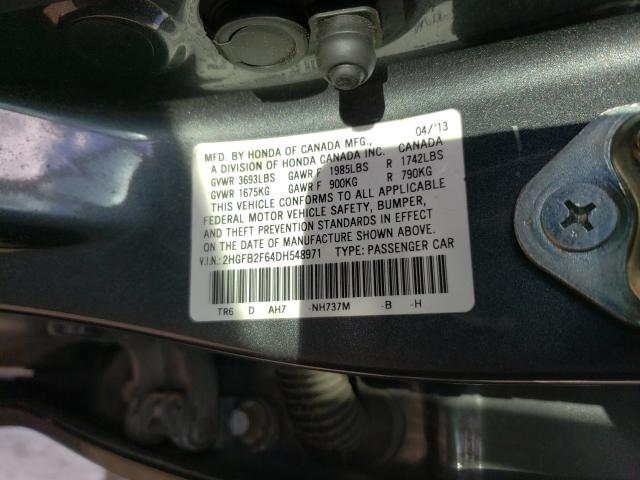 MFD. BY HONDA OF CANADA MFG., 04/'13
A DIVISION OF HONDA CANADA INC. CANADA
GVWR 3693LBS GAWR F 1985LBS R 1742LBS
GVWR 1675KG GAWR F 900KG R 790KG
THIS VEHICLE CONFORMS TO ALL APPLICABLE
FEDERAL MOTOR VEHICLE SAFETY, BUMPER,
AND THEFT PREVENTION STANDARDS IN EFFECT
ON THE DATE OF MANUFACTURE SHOWN ABOVE.
V.I.N.: 2HGFB2F64DH548971 TYPE: PASSENGER CAR
TR6 D AH7 -NH737M -B -H